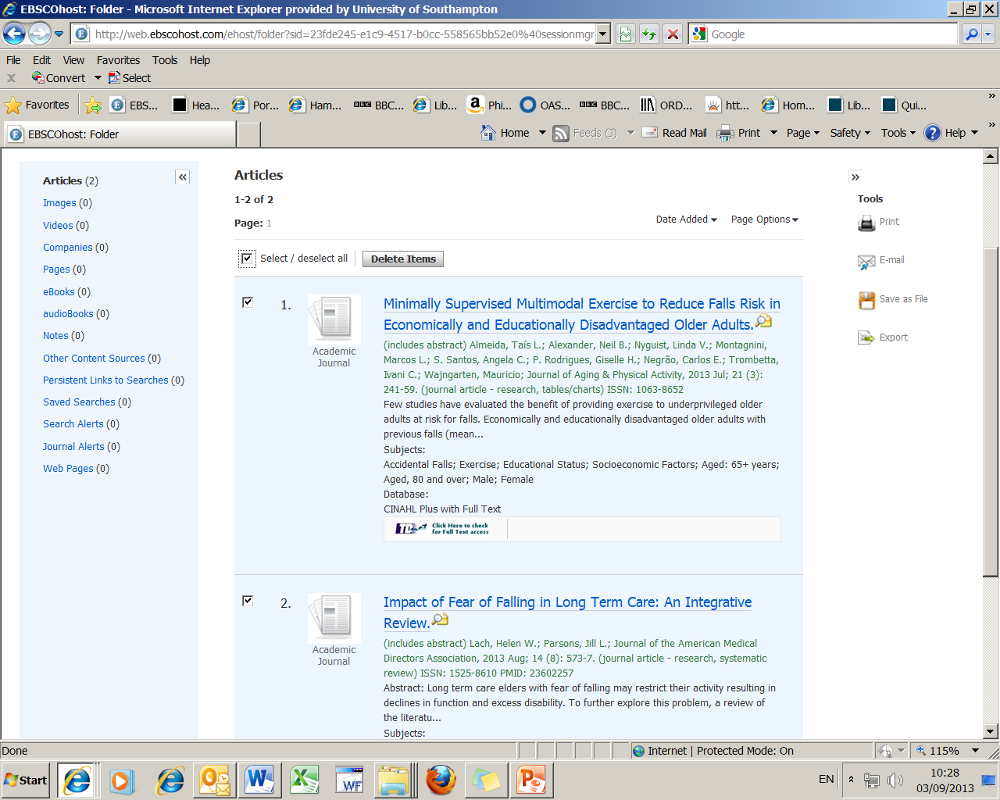 EBSCOhost: Folder - Microsoft Internet Explorer provided by University of Southampton
http://web.ebscohost.com/ehost/folder?sid=23fde245-e1c9-4517-b0cc-558565bb52e0%40sessionmgr
Google
File Edit View Favorites Tools Help
x Convert Select
Favorites EBS... Hea... Por... Ham... BBC BBC... Lib... Phi... OAS... BBC BBC... ORD... htt... Hom... Lib... Qui... »
EBSCOhost: Folder
Home Feeds (J) Read Mail Print Page Safety Tools Help »
Articles (2)
Images (0)
Videos (0)
Companies (0)
Pages (0)
eBooks (0)
audioBooks (0)
Notes (0)
Other Content Sources (0)
Persistent Links to Searches (0)
Saved Searches (0)
Search Alerts (0)
Journal Alerts (0)
Web Pages (0)
«
Articles
1-2 of 2
Page: 1
Date Added Page Options
Select / deselect all Delete Items
1.
Academic
Journal
Minimally Supervised Multimodal Exercise to Reduce Falls Risk in
Economically and Educationally Disadvantaged Older Adults.
(includes abstract) Almeida, Taís L.; Alexander, Neil B.; Nyguist, Linda V.; Montagnini,
Marcos L.; S. Santos, Angela C.; P. Rodrigues, Giselle H.; Negrão, Carlos E.; Trombetta,
Ivani C.; Wajngarten, Mauricio; Journal of Aging & Physical Activity, 2013 Jul; 21 (3):
241-59. (journal article - research, tables/charts) ISSN: 1063-8652
Few studies have evaluated the benefit of providing exercise to underprivileged older
adults at risk for falls. Economically and educationally disadvantaged older adults with
previous falls (mean...
Subjects:
Accidental Falls; Exercise; Educational Status; Socioeconomic Factors; Aged: 65+ years;
Aged, 80 and over; Male; Female
Database:
CINAHL Plus with Full Text
Click Here to check
for Full Text access
2.
Academic
Journal
Impact of Fear of Falling in Long Term Care: An Integrative
Review.
(includes abstract) Lach, Helen W.; Parsons, Jill L.; Journal of the American Medical
Directors Association, 2013 Aug; 14 (8): 573-7. (journal article - research, systematic
review) ISSN: 1525-8610 PMID: 23602257
Abstract: Long term care elders with fear of falling may restrict their activity resulting in
declines in function and excess disability. To further explore this problem, a review of
the literatu...
Subjects:
»
Tools
Print
E-mail
Save as File
Export
Done
Internet | Protected Mode: On
115%
Start
WF
EN
10:28
03/09/2013